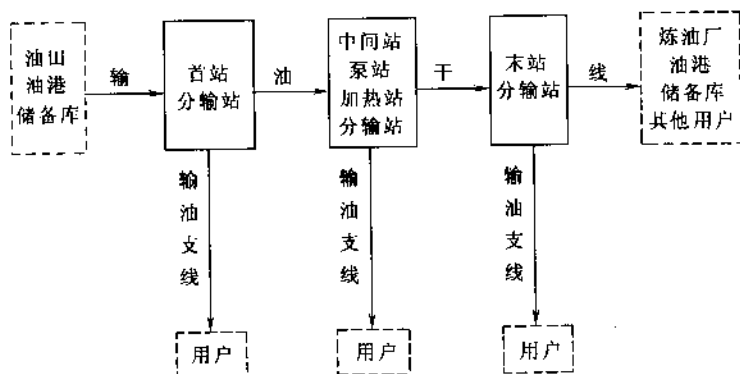 油山
油港
储备库
输
首站
分输站
油
中间站
泵站
加热站
分输站
干
末站
分输站
线
炼油厂
油港
储备库
其他用户
输油支线
输油支线
输油支线
用户
用户
用户